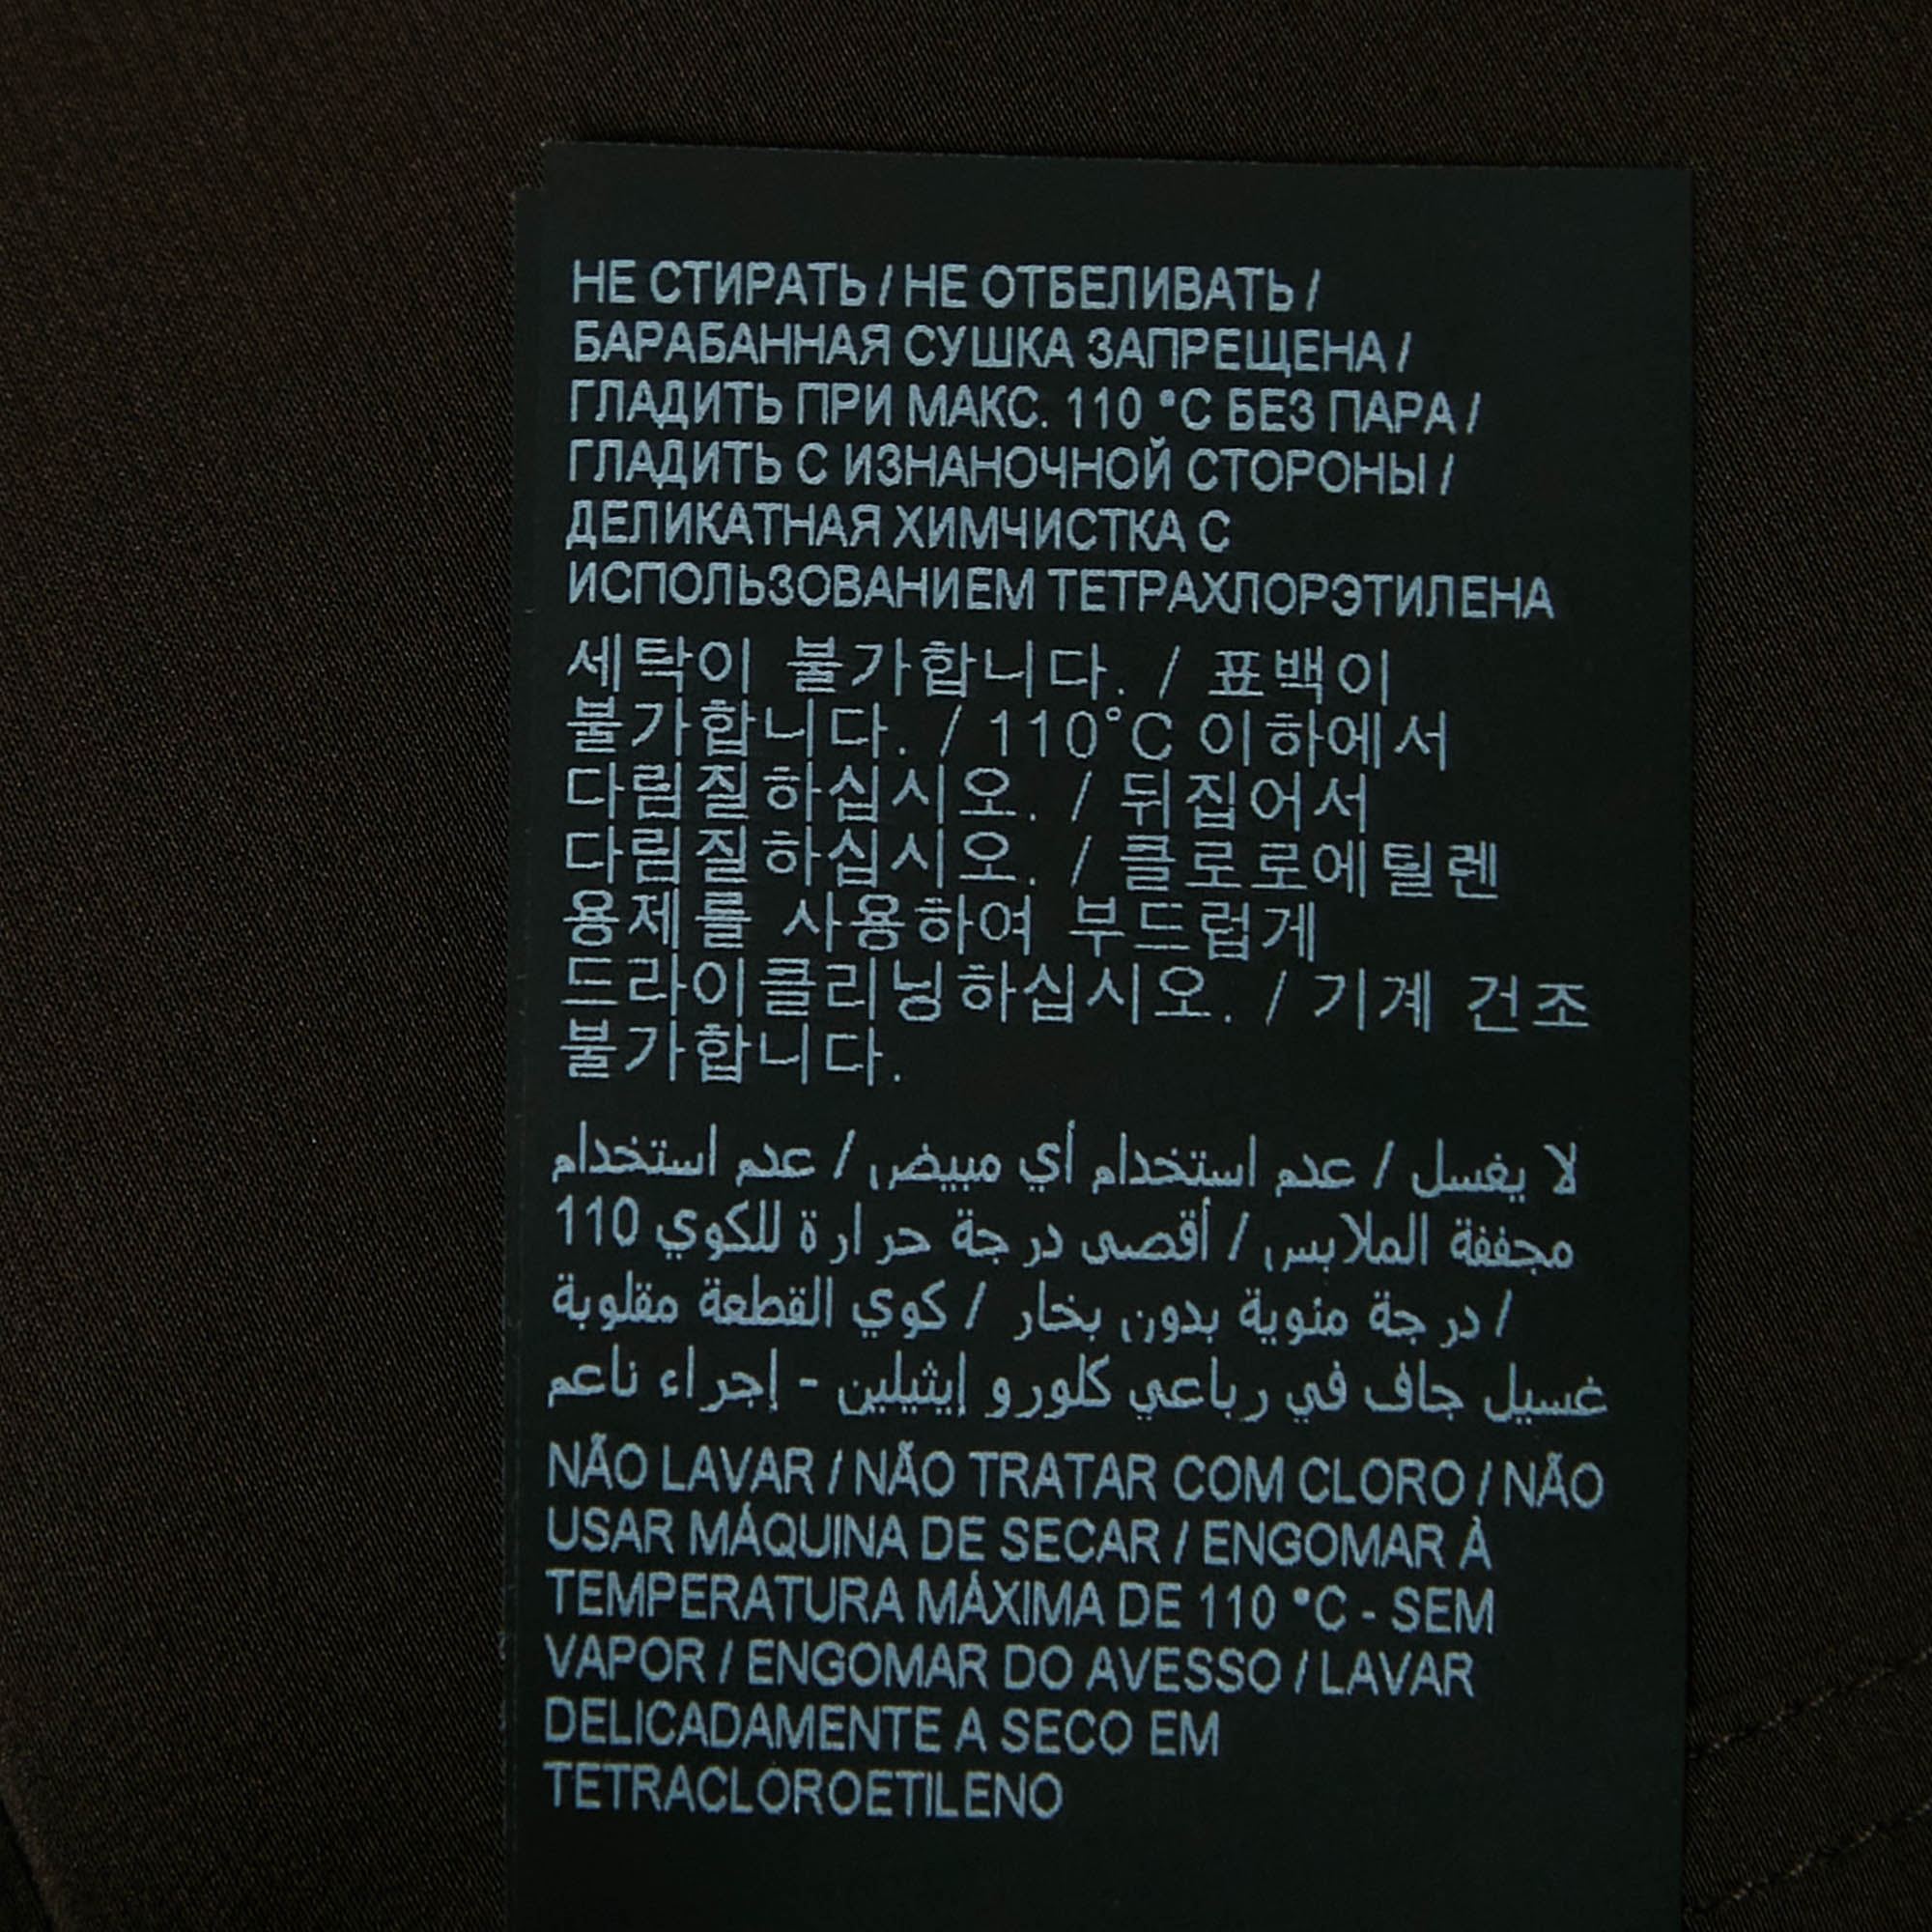 НЕ СТИРАТЬ / НЕ ОТБЕЛИВАТЬ /
БАРАБАННАЯ СУШКА ЗАПРЕЩЕНА /
ГЛАДИТЬ ПРИ МАКС. 110 °C БЕЗ ПАРА /
ГЛАДИТЬ С ИЗНАНОЧНОЙ СТОРОНЫ /
ДЕЛИКАТНАЯ ХИМЧИСТКА С
ИСПОЛЬЗОВАНИЕМ ТЕТРАХЛОРЭТИЛЕНА
세탁이 불가합니다. / 표백이
불가합니다. / 110°C 이하에서
다림질하십시오. / 뒤집어서
다림질하십시오. / 클로로에틸렌
용제를 사용하여 부드럽게
드라이클리닝하십시오. / 기계 건조
불가합니다.
لا يغسل / عدم استخدام أي مبيض / عدم استخدام
مجففة الملابس / أقصى درجة حرارة للكوي 110
/ درجة مئوية بدون بخار / كوي القطعة مقلوبة
غسيل جاف في رباعي كلورو إيثيلين - إجراء ناعم
NÃO LAVAR / NÃO TRATAR COM CLORO / NÃO
USAR MÁQUINA DE SECAR / ENGOMAR À
TEMPERATURA MÁXIMA DE 110 °C - SEM
VAPOR / ENGOMAR DO AVESSO / LAVAR
DELICADAMENTE A SECO EM
TETRACLOROETILENO